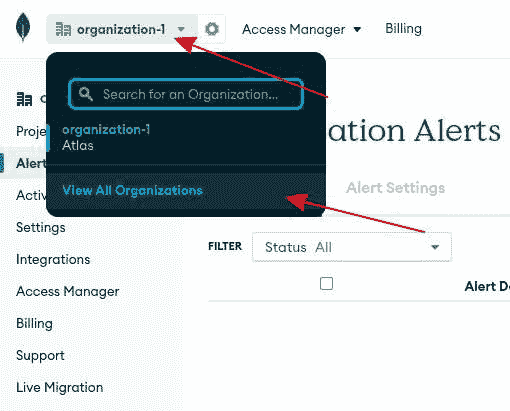 organization-1
Access Manager
Billing
Search for an Organization...
organization-1
Atlas
View All Organizations
Proje
Alert
Activ
Settings
Integrations
Access Manager
Billing
Support
Live Migration
ation Alerts
Alert Settings
FILTER
Status All
Alert De